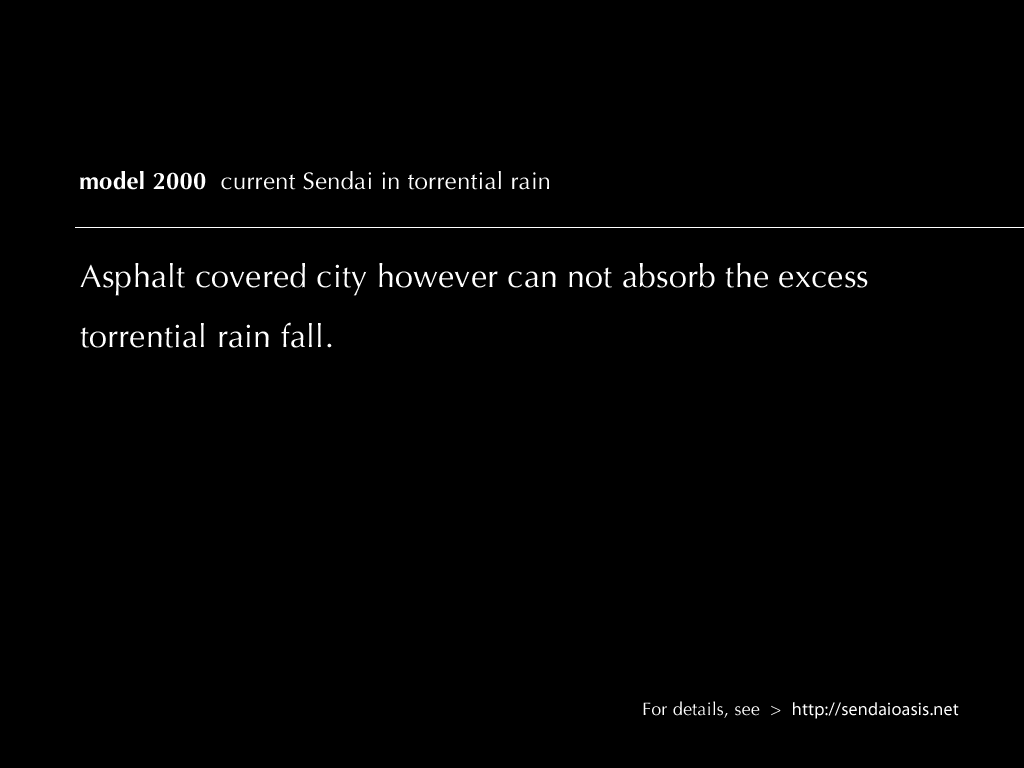 model 2000 current Sendai in torrential rain
Asphalt covered city however can not absorb the excess
torrential rain fall.
For details, see > http://sendaioasis.net